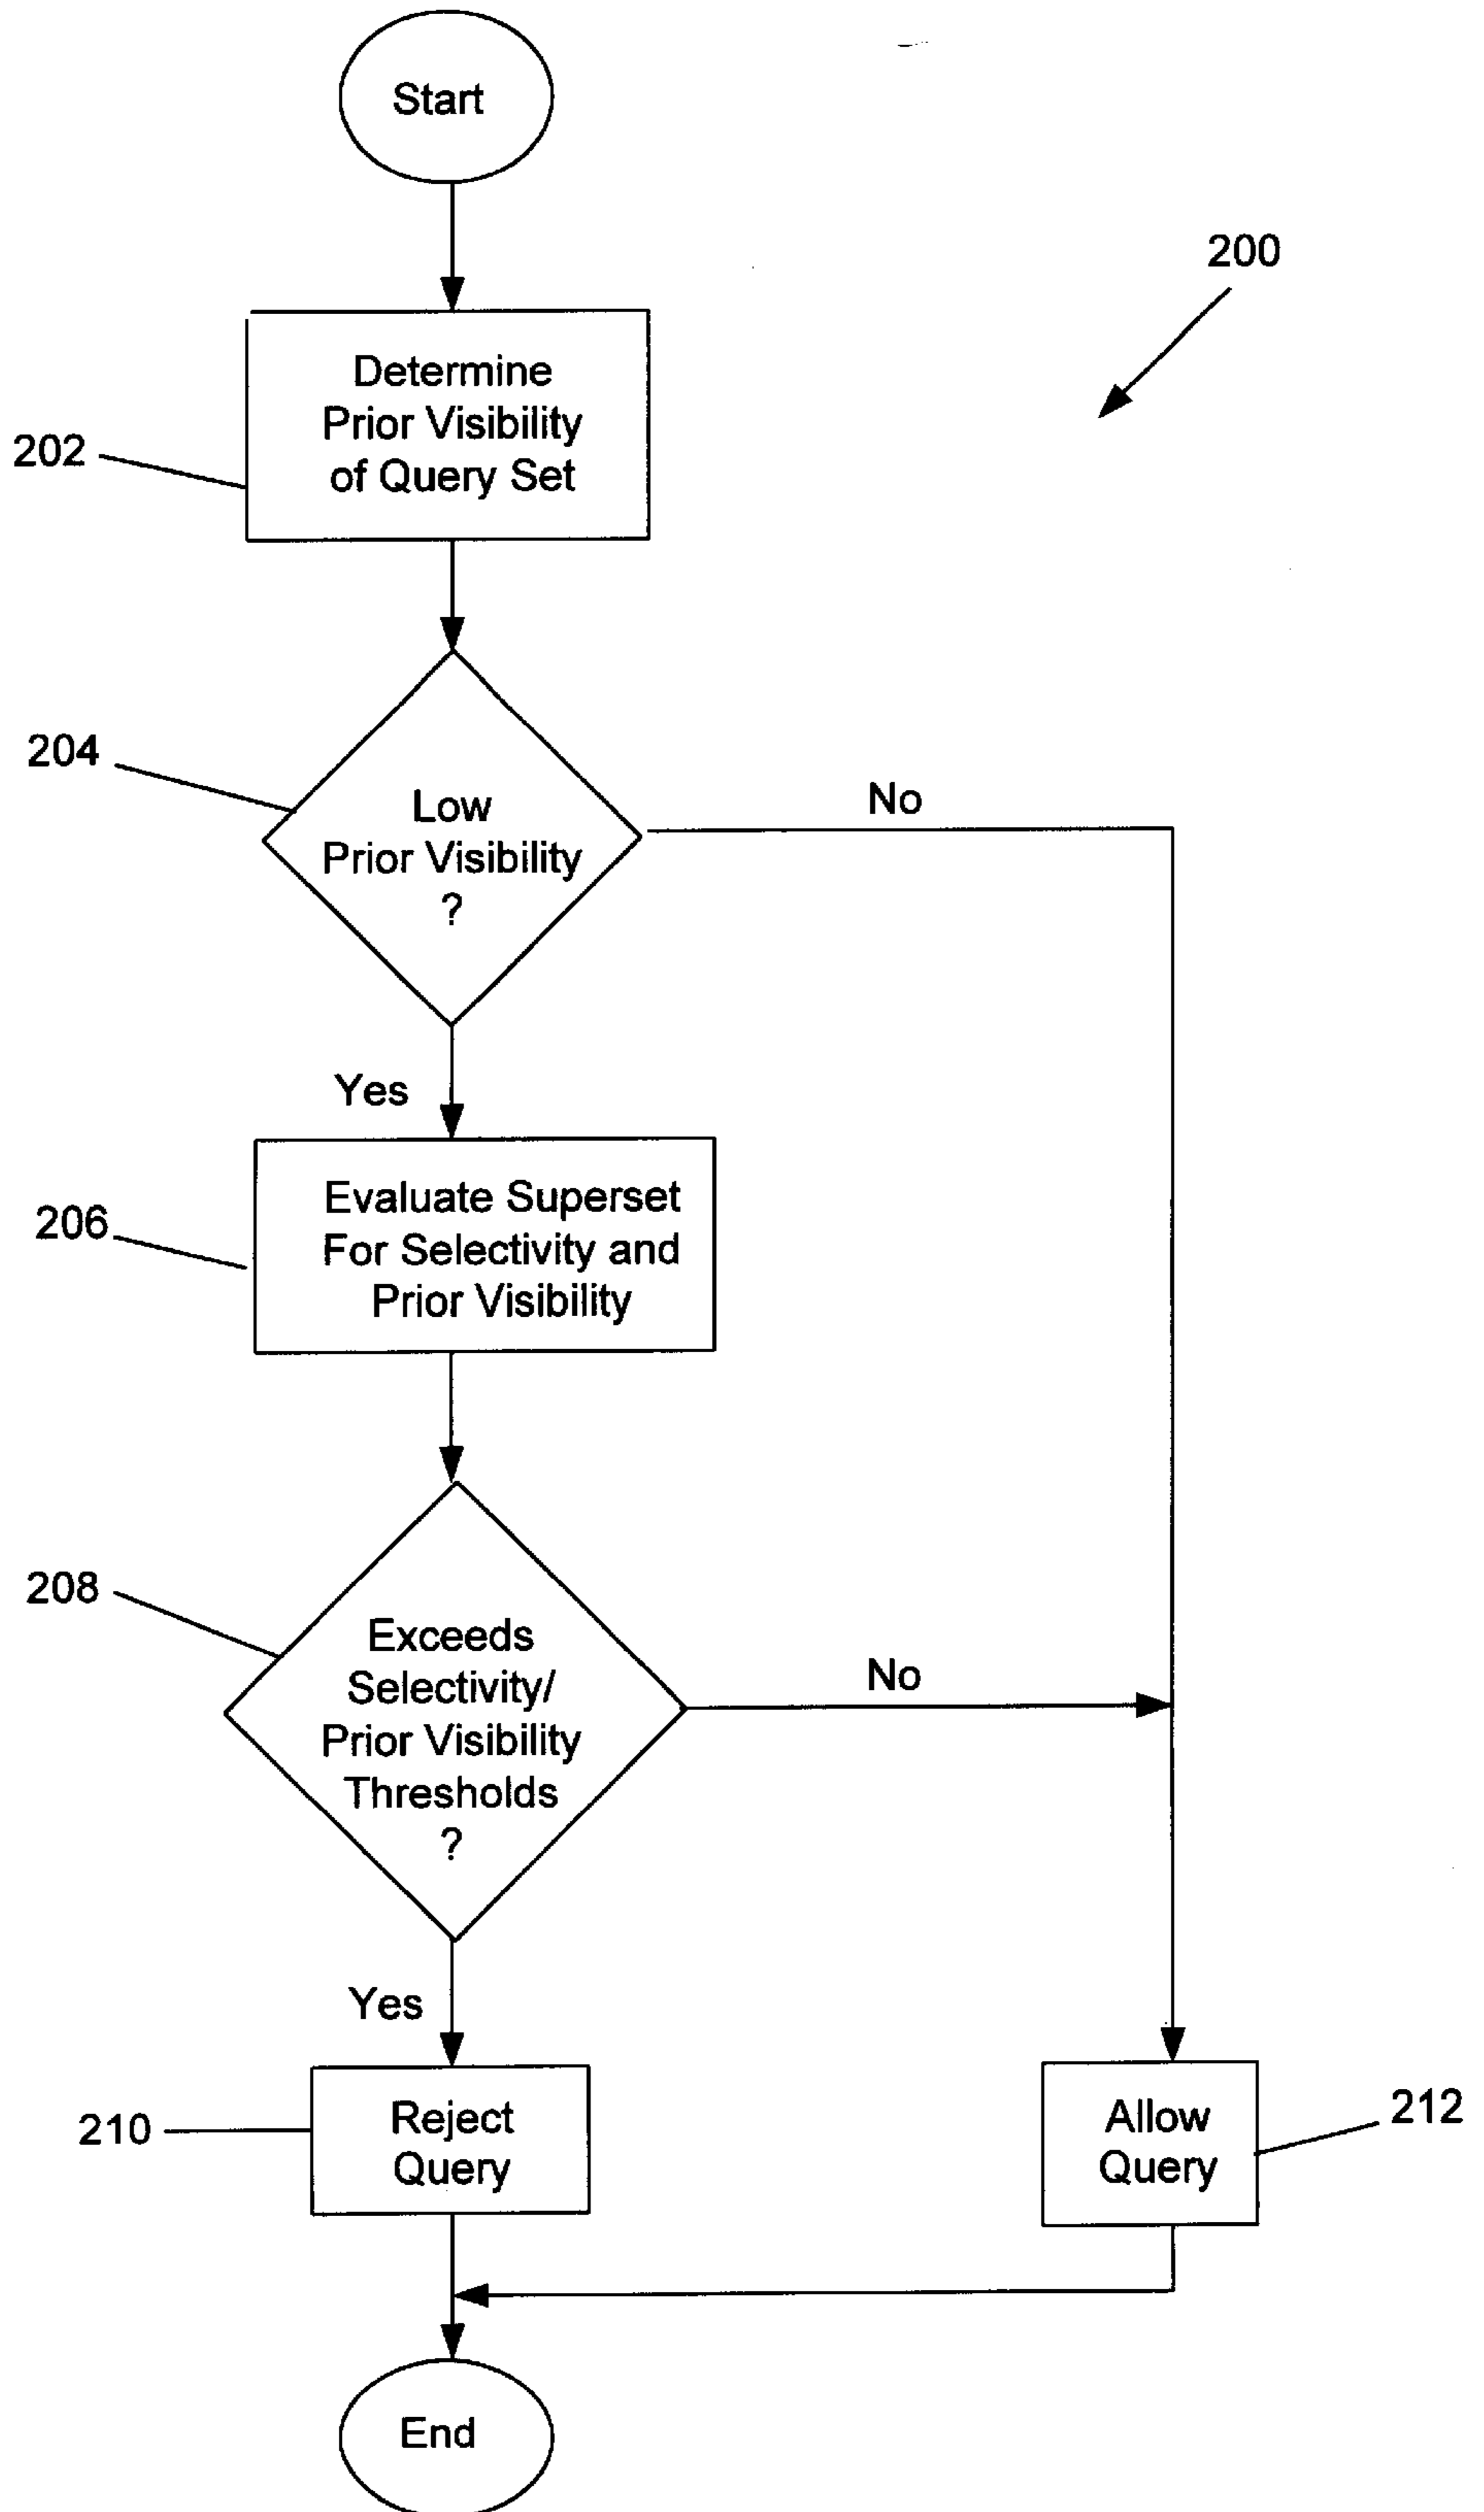 Start
200
Determine
Prior Visibility
of Query Set
202
204
Low
Prior Visibility
?
No
Yes
Evaluate Superset
For Selectivity and
Prior Visibility
206
208
Exceeds
Selectivity/
Prior Visibility
Thresholds
?
No
Yes
Reject
Query
210
Allow
Query
212
End